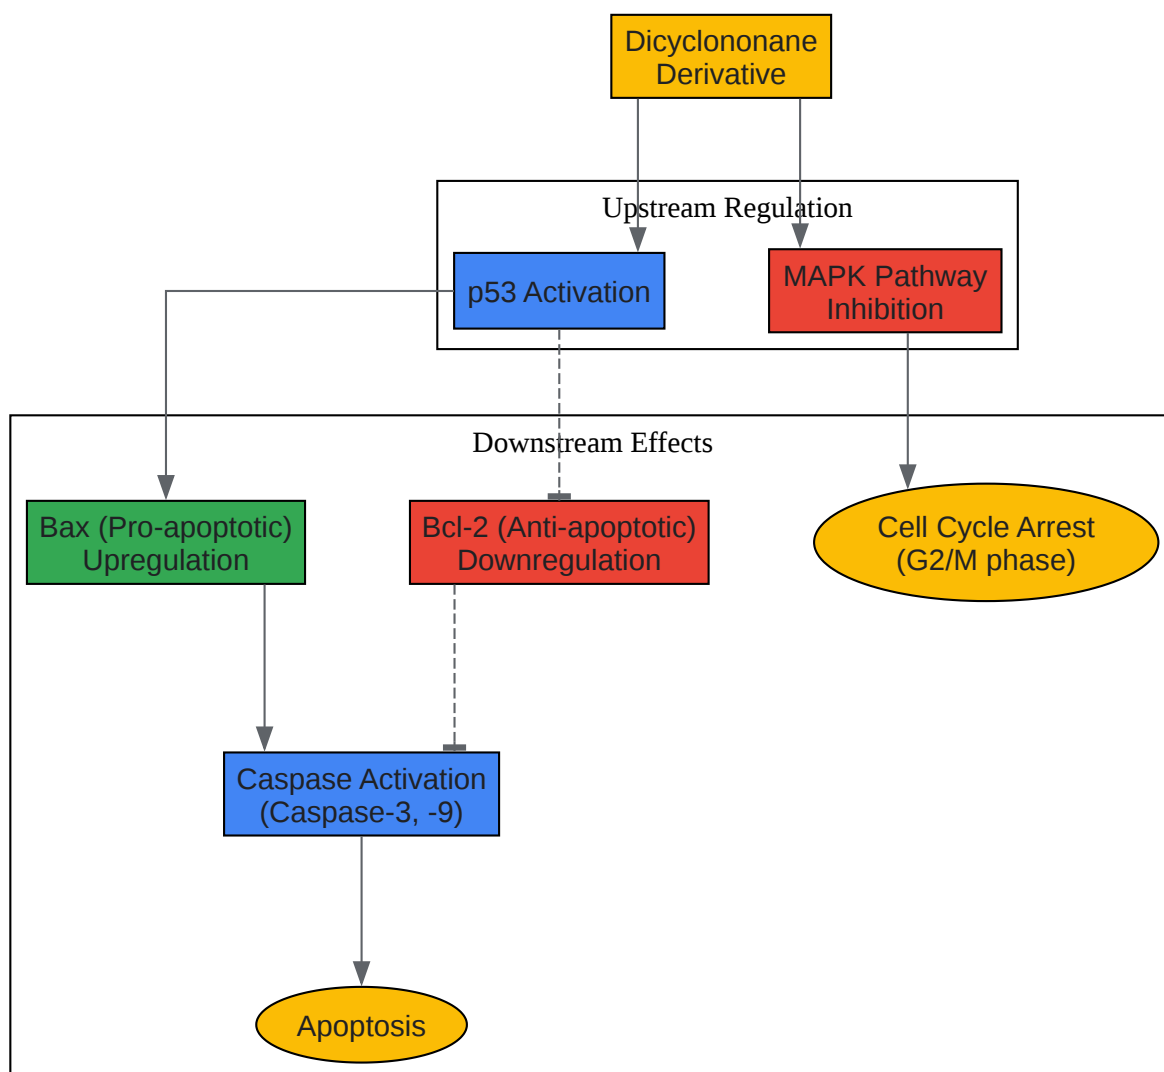 Dicyclononane
Derivative
Upstream Regulation
p53 Activation
MAPK Pathway
Inhibition
Downstream Effects
Bax (Pro-apoptotic)
Upregulation
Bcl-2 (Anti-apoptotic)
Downregulation
Cell Cycle Arrest
(G2/M phase)
Caspase Activation
(Caspase-3, -9)
Apoptosis